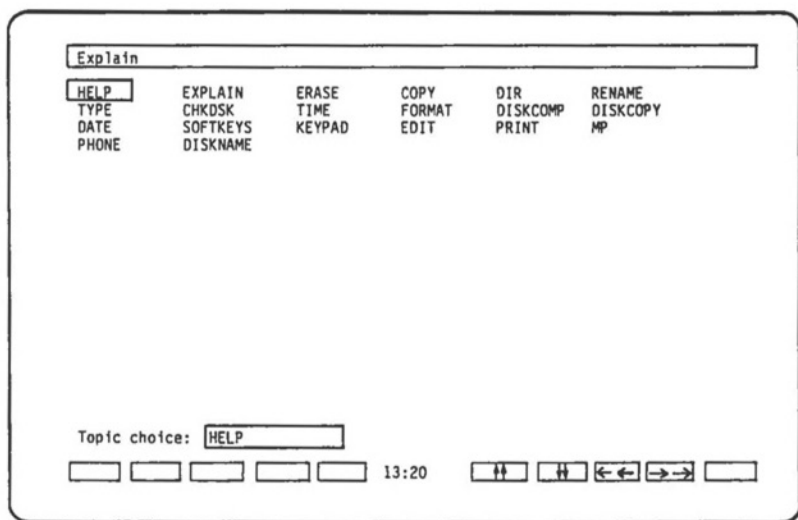 Explain
HELP EXPLAIN ERASE COPY DIR RENAME
TYPE CHKDSK TIME FORMAT DISKCOMP DISKCOPY
DATE SOFTKEYS KEYPAD EDIT PRINT MP
PHONE DISKNAME
Topic choice: HELP
13:20 ↑↑ ↓↓ ←← →→